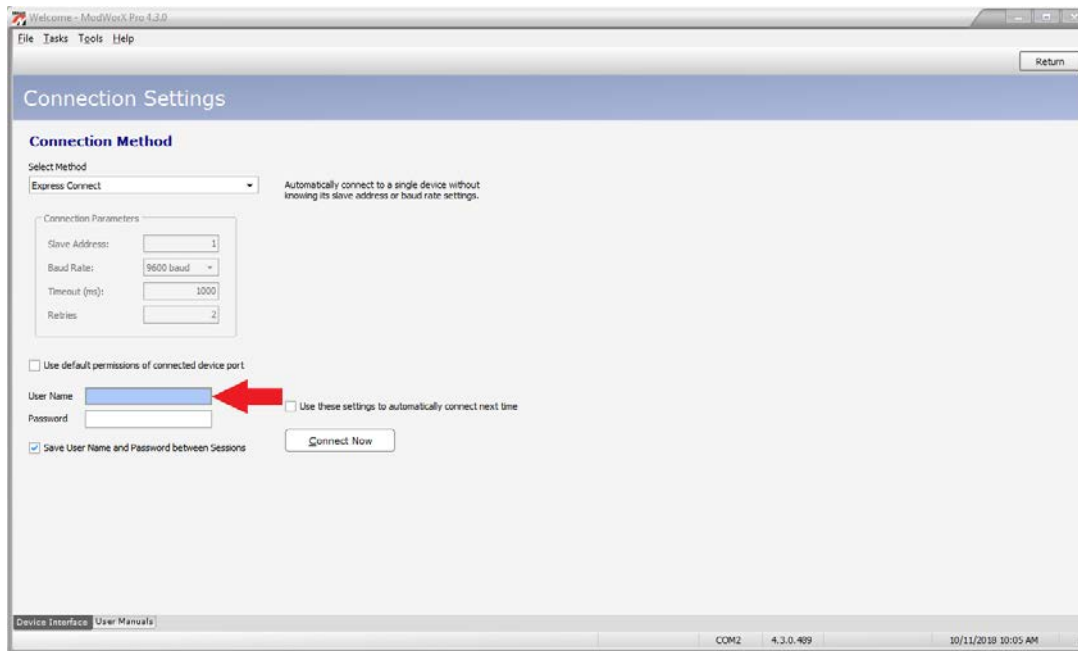 Welcome - ModWorX Pro 4.3.0
File Tasks Tools Help
Return
Connection Settings
Connection Method
Select Method
Express Connect
Automatically connect to a single device without
knowing its slave address or baud rate settings.
Connection Parameters
Slave Address: 1
Baud Rate: 9600 baud
Timeout (ms): 1000
Retries 2
Use default permissions of connected device port
User Name
Use these settings to automatically connect next time
Password
Connect Now
Save User Name and Password between Sessions
Device Interface User Manuals
COM2 4.3.0.489 10/11/2018 10:05 AM